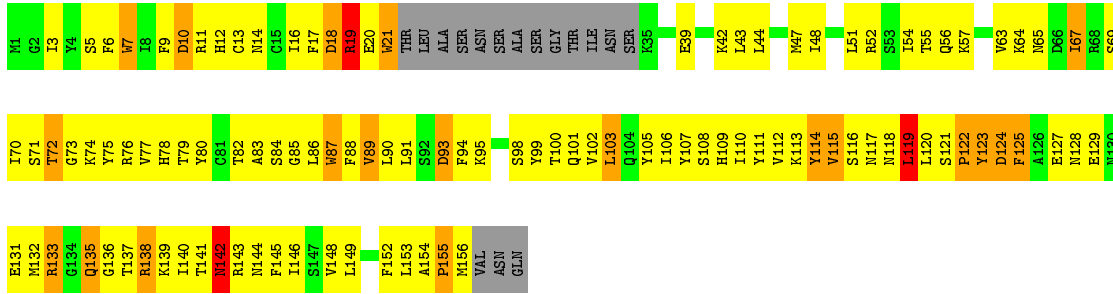 M1 G2 I3 Y4 S5 F6 W7 I8 F9 D10 R11 H12 C13 N14 C15 I16 F17 D18 R19 E20 W21 THR LEU ALA SER ASN SER ALA SER GLY THR ILE ASN SER K35 E39 K42 L43 L44 M47 I48 L51 R52 S53 I54 T55 Q56 K57 V63 K64 N65 D66 I67 R68 S69
I70 S71 T72 G73 K74 Y75 R76 V77 H78 T79 Y80 C81 T82 A83 S84 G85 L86 W87 F88 V89 L90 L91 S92 D93 F94 K95 S98 Y99 T100 Q101 V102 L103 Q104 Y105 I106 Y107 S108 H109 I110 Y111 V112 K113 Y114 V115 S116 N117 N118 L119 L120 S121 P122 Y123 D124 F125 A126 E127 N128 E129 N130
E131 M132 R133 G134 Q135 G136 T137 R138 K139 I140 T141 N142 R143 N144 F145 I146 S147 V148 L149 F152 L153 A154 P155 M156 VAL ASN GLN